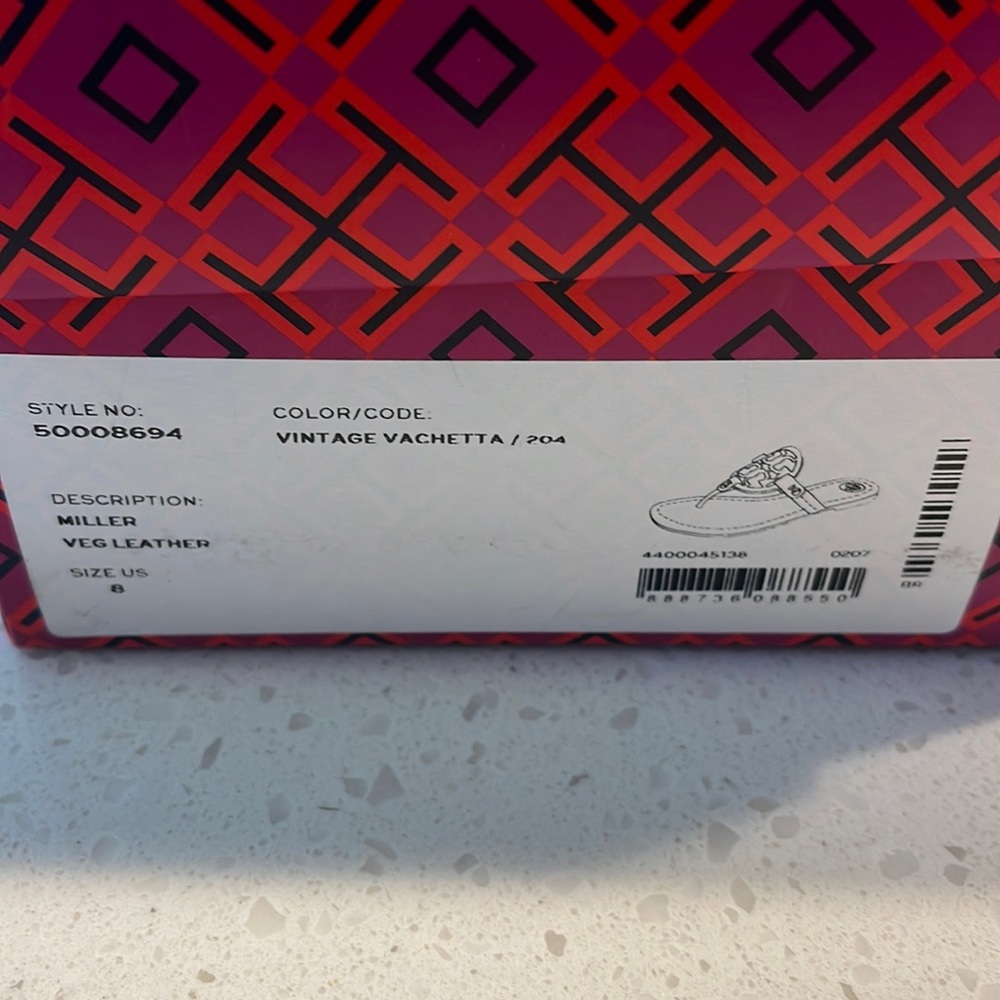 STYLE NO:
50008694
COLOR/CODE:
VINTAGE VACHETTA / 204
DESCRIPTION:
MILLER
VEG LEATHER
SIZE US
8
4400045138 0207
888736088550
BR